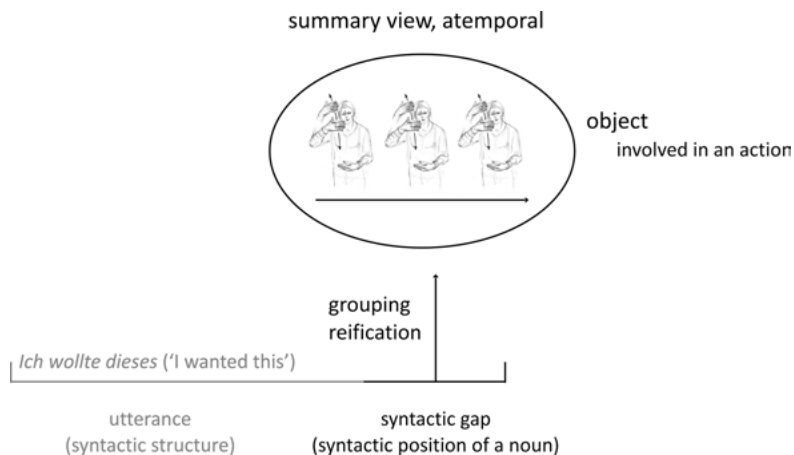 summary view, atemporal
object
involved in an action
grouping
reification
Ich wollte dieses (‘I wanted this’)
utterance
(syntactic structure)
syntactic gap
(syntactic position of a noun)